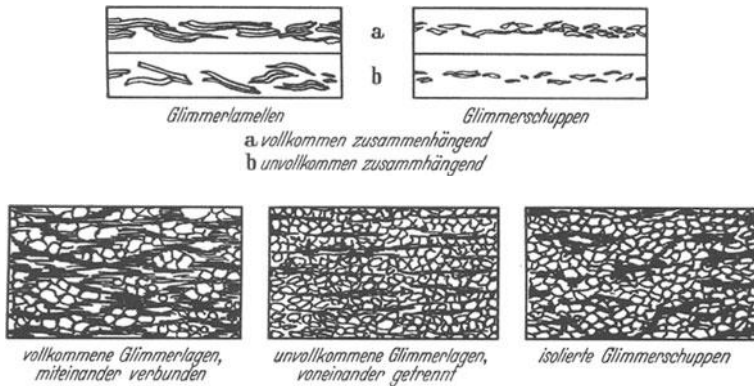 a
b
Glimmerlamellen
Glimmerschuppen
a vollkommen zusammenhängend
b unvollkommen zusammhängend
vollkommene Glimmerlagen,
miteinander verbunden
unvollkommene Glimmerlagen,
voneinander getrennt
isolierte Glimmerschuppen